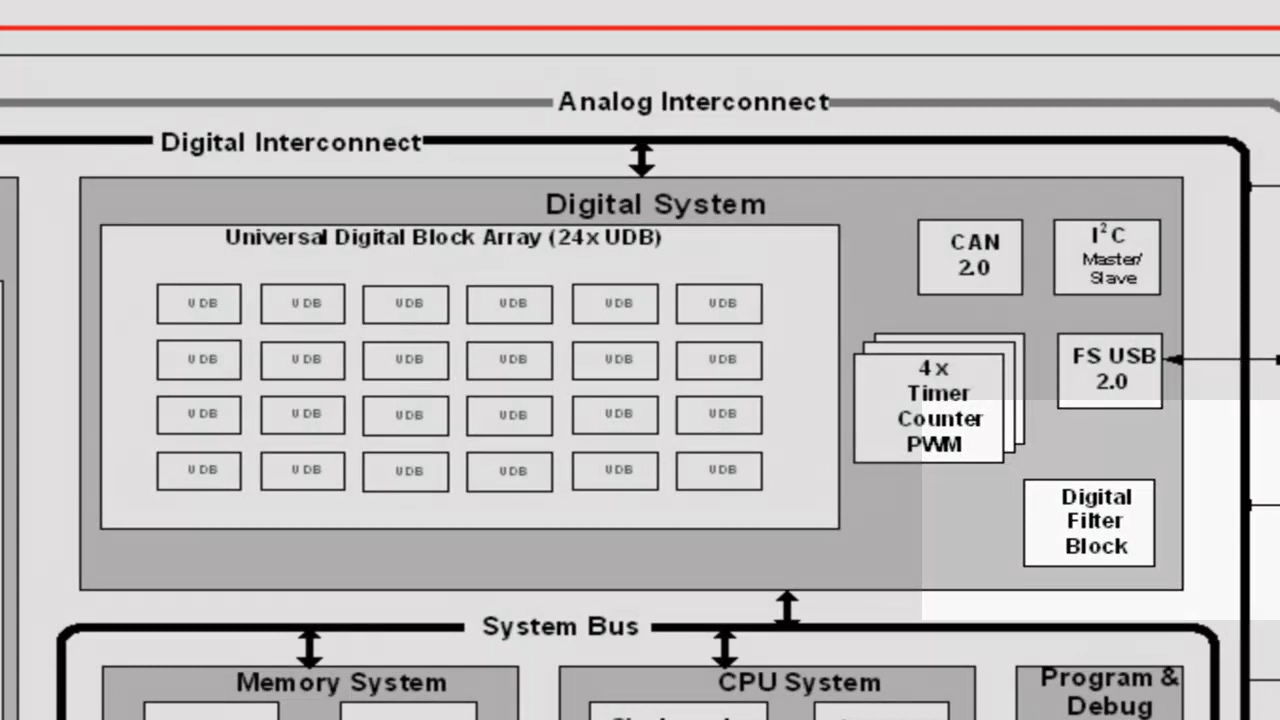 Analog Interconnect
Digital Interconnect
Digital System
Universal Digital Block Array (24x UDB)
CAN
2.0
I²C
Master/
Slave
UDB UDB UDB UDB UDB UDB
UDB UDB UDB UDB UDB UDB
UDB UDB UDB UDB UDB UDB
UDB UDB UDB UDB UDB UDB
4x
Timer
Counter
PWM
FS USB
2.0
Digital
Filter
Block
System Bus
Memory System
CPU System
Program &
Debug